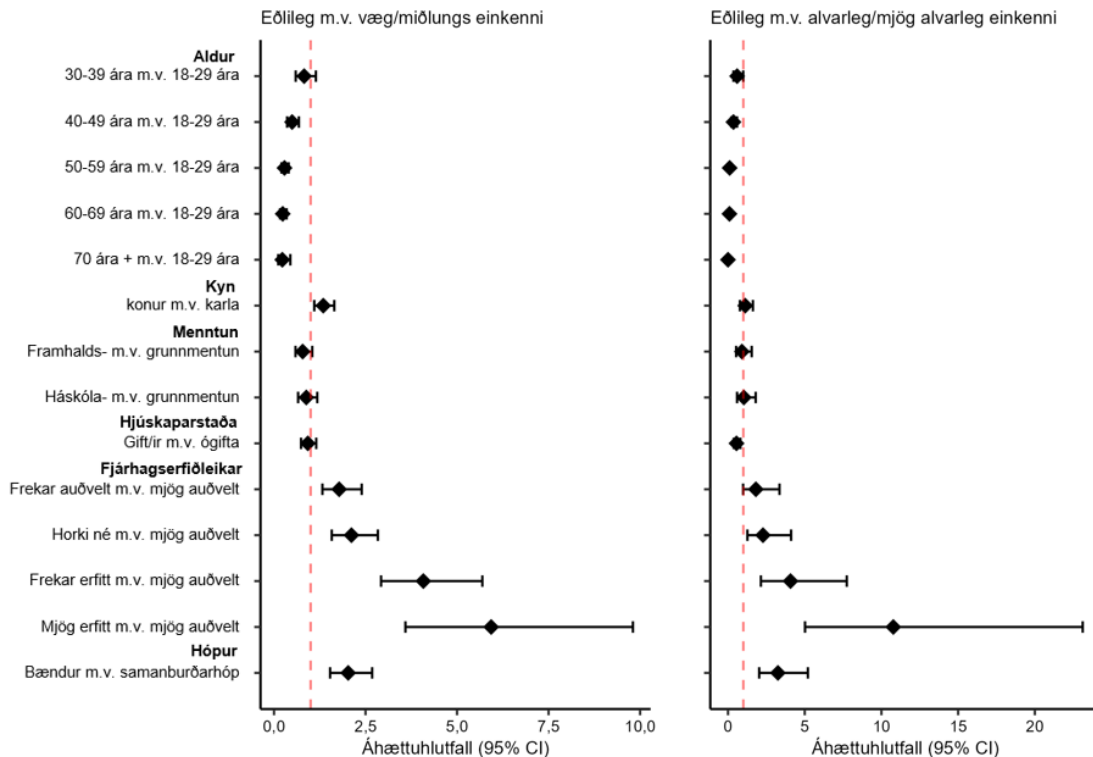 Eðlileg m.v. væg/miðlungs einkenni
Eðlileg m.v. alvarleg/mjög alvarleg einkenni
Aldur
30-39 ára m.v. 18-29 ára
40-49 ára m.v. 18-29 ára
50-59 ára m.v. 18-29 ára
60-69 ára m.v. 18-29 ára
70 ára + m.v. 18-29 ára
Kyn
konur m.v. karla
Menntun
Framhalds- m.v. grunnmentun
Háskóla- m.v. grunnmentun
Hjúskaparstaða
Gift/ir m.v. ógifta
Fjárhagserfiðleikar
Frekar auðvelt m.v. mjög auðvelt
Horki né m.v. mjög auðvelt
Frekar erfitt m.v. mjög auðvelt
Mjög erfitt m.v. mjög auðvelt
Hópur
Bændur m.v. samanburðarhóp
0,0 2,5 5,0 7,5 10,0
0 5 10 15 20
Áhættuhlutfall (95% CI)
Áhættuhlutfall (95% CI)